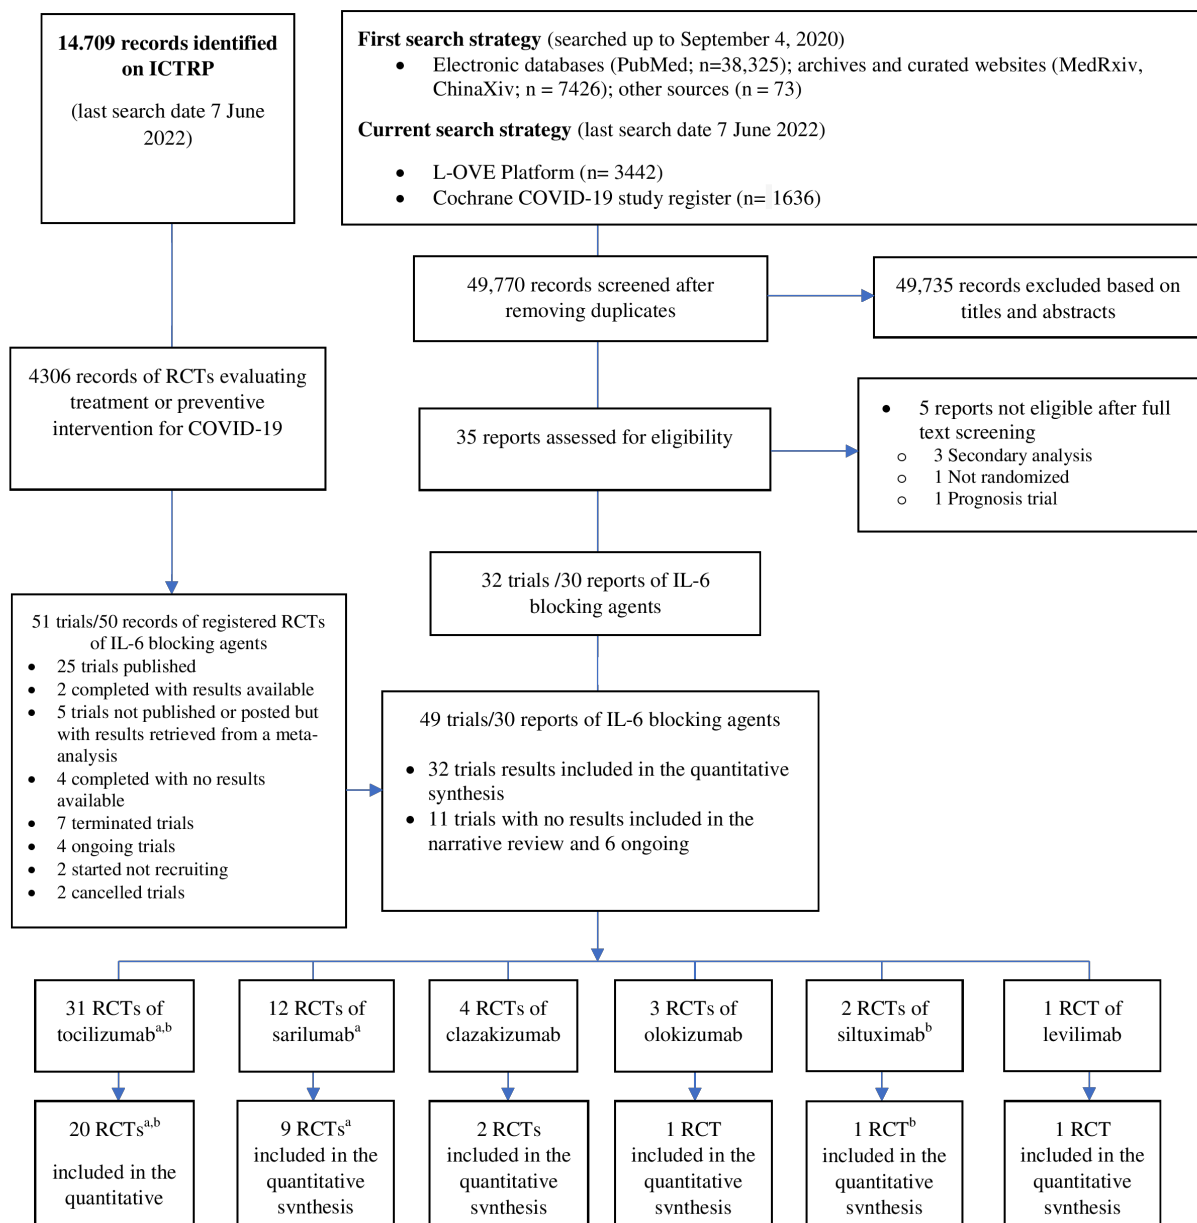 14.709 records identified
on ICTRP
(last search date 7 June
2022)
First search strategy (searched up to September 4, 2020)
• Electronic databases (PubMed; n=38,325); archives and curated websites (MedRxiv,
ChinaXiv; n = 7426); other sources (n = 73)
Current search strategy (last search date 7 June 2022)
• L-OVE Platform (n= 3442)
• Cochrane COVID-19 study register (n= 1636)
49,770 records screened after
removing duplicates
49,735 records excluded based on
titles and abstracts
4306 records of RCTs evaluating
treatment or preventive
intervention for COVID-19
35 reports assessed for eligibility
• 5 reports not eligible after full
text screening
o 3 Secondary analysis
o 1 Not randomized
o 1 Prognosis trial
32 trials /30 reports of IL-6
blocking agents
51 trials/50 records of registered RCTs
of IL-6 blocking agents
• 25 trials published
• 2 completed with results available
• 5 trials not published or posted but
with results retrieved from a meta-
analysis
• 4 completed with no results
available
• 7 terminated trials
• 4 ongoing trials
• 2 started not recruiting
• 2 cancelled trials
49 trials/30 reports of IL-6 blocking agents
• 32 trials results included in the quantitative
synthesis
• 11 trials with no results included in the
narrative review and 6 ongoing
31 RCTs of
tocilizumab^a,b
12 RCTs of
sarilumab^a
4 RCTs of
clazakizumab
3 RCTs of
olokizumab
2 RCTs of
siltuximab^b
1 RCT of
levilimab
20 RCTs^a,b
included in the
quantitative
9 RCTs^a
included in the
quantitative
synthesis
2 RCTs
included in the
quantitative
synthesis
1 RCT
included in the
quantitative
synthesis
1 RCT^b
included in the
quantitative
synthesis
1 RCT
included in the
quantitative
synthesis